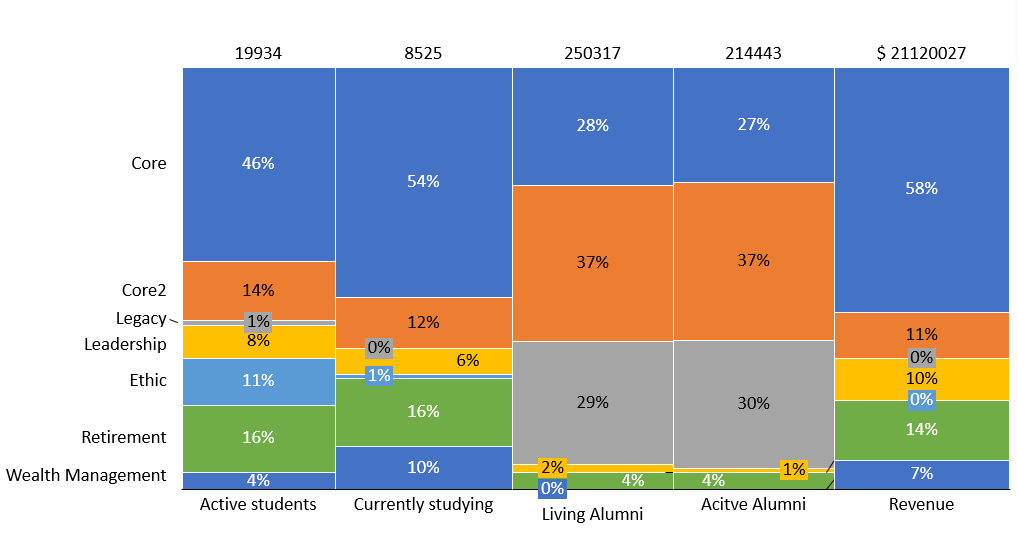 19934 8525 250317 214443 $ 21120027
Core 46% 54% 28% 27% 58%
Core2 14% 12% 37% 37% 11%
Legacy 1% 0% 29% 30% 0%
Leadership 8% 6% 2% 1% 10%
Ethic 11% 1% 0%
Retirement 16% 16% 4% 4% 14%
Wealth Management 4% 10% 0% 7%
Active students Currently studying Living Alumni Acitve Alumni Revenue